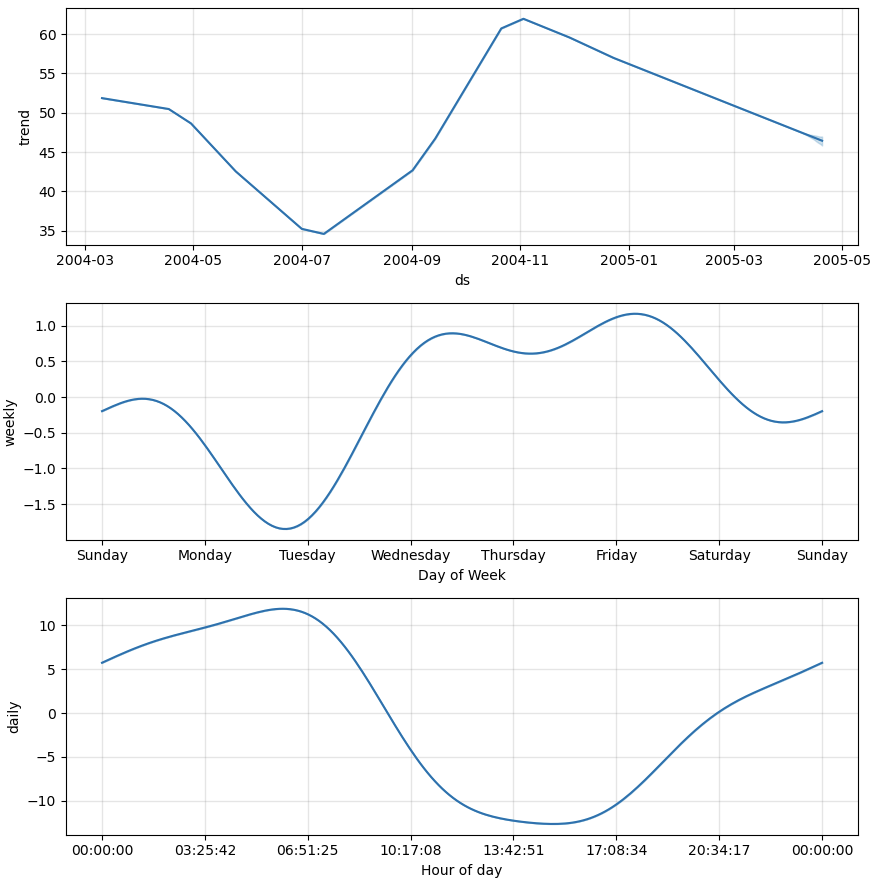 60
55
50
45
40
35
trend
2004-03 2004-05 2004-07 2004-09 2004-11 2005-01 2005-03 2005-05
ds
1.0
0.5
0.0
−0.5
−1.0
−1.5
weekly
Sunday Monday Tuesday Wednesday Thursday Friday Saturday Sunday
Day of Week
10
5
0
−5
−10
daily
00:00:00 03:25:42 06:51:25 10:17:08 13:42:51 17:08:34 20:34:17 00:00:00
Hour of day